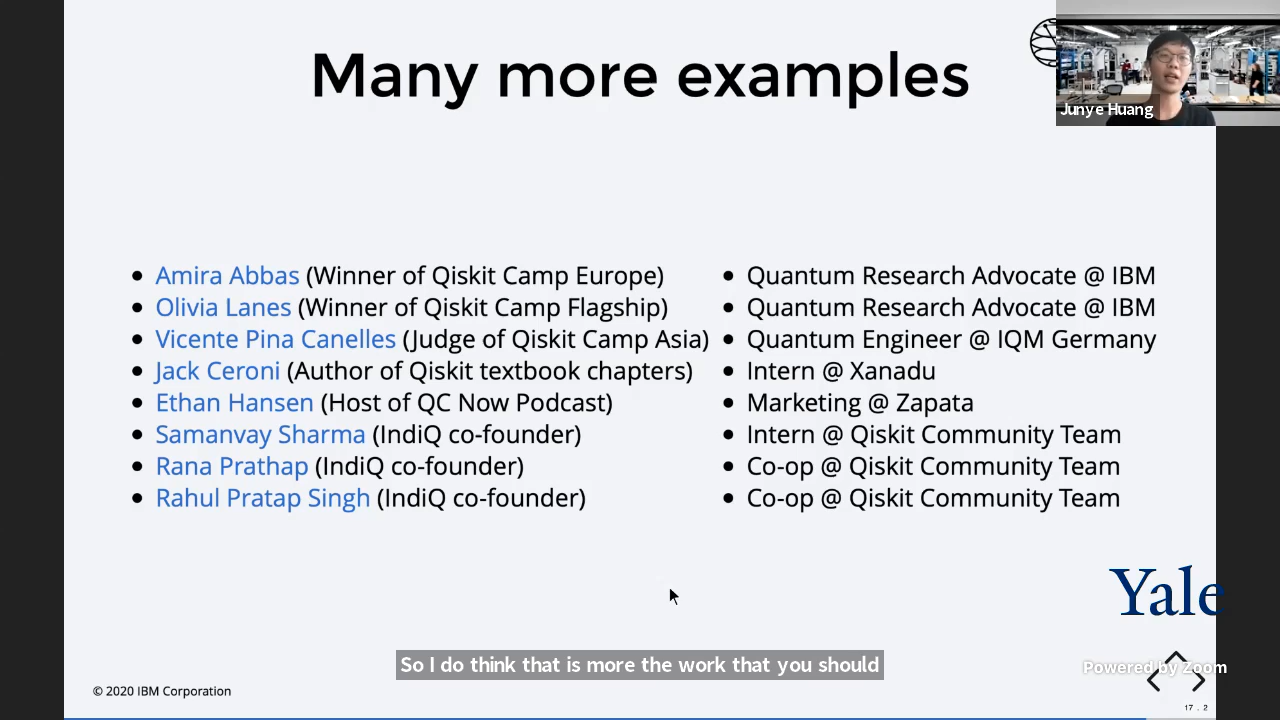 Many more examples
Junye Huang
• Amira Abbas (Winner of Qiskit Camp Europe)
• Olivia Lanes (Winner of Qiskit Camp Flagship)
• Vicente Pina Canelles (Judge of Qiskit Camp Asia)
• Jack Ceroni (Author of Qiskit textbook chapters)
• Ethan Hansen (Host of QC Now Podcast)
• Samanvay Sharma (IndiQ co-founder)
• Rana Prathap (IndiQ co-founder)
• Rahul Pratap Singh (IndiQ co-founder)
• Quantum Research Advocate @ IBM
• Quantum Research Advocate @ IBM
• Quantum Engineer @ IQM Germany
• Intern @ Xanadu
• Marketing @ Zapata
• Intern @ Qiskit Community Team
• Co-op @ Qiskit Community Team
• Co-op @ Qiskit Community Team
Yale
So I do think that is more the work that you should
Powered by Zoom
© 2020 IBM Corporation
17 . 2